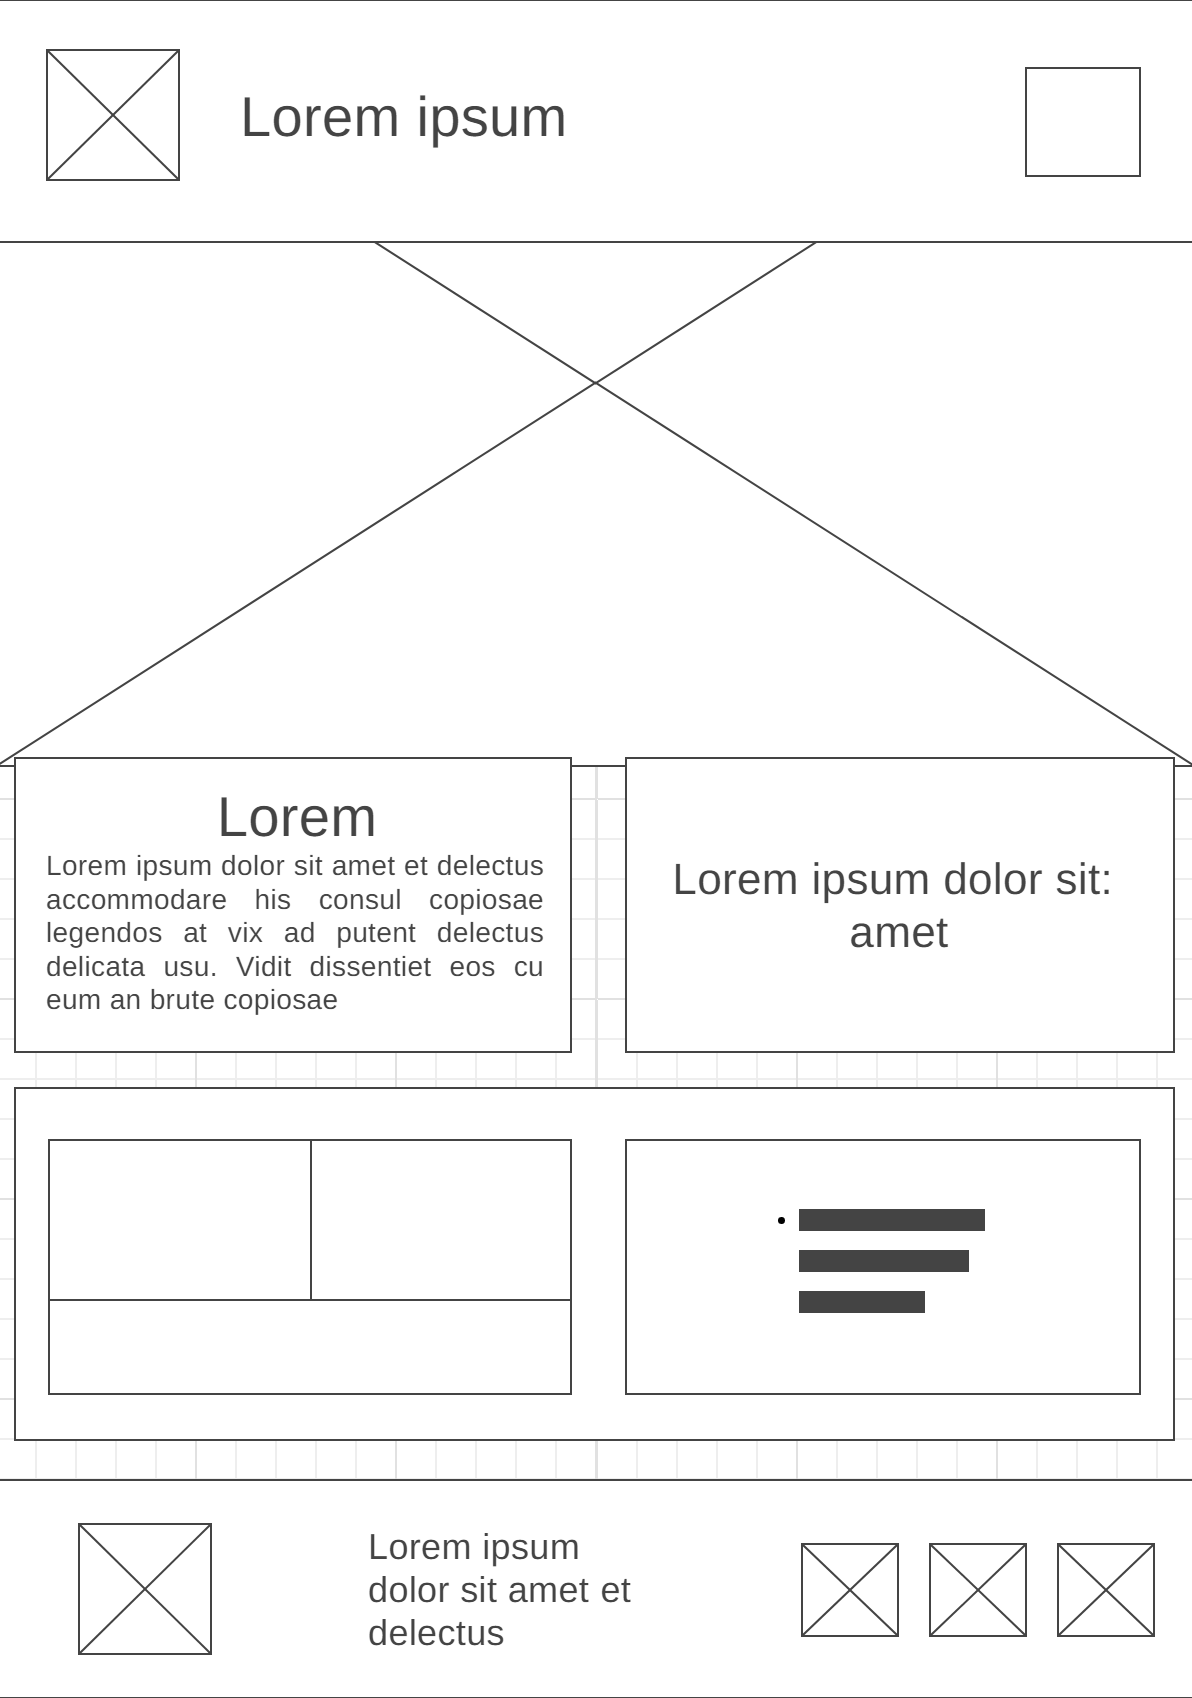 Lorem ipsum
Lorem
Lorem ipsum dolor sit amet et delectus
accommodare his consul copiosae
legendos at vix ad putent delectus
delicata usu. Vidit dissentiet eos cu
eum an brute copiosae
Lorem ipsum dolor sit:
amet
Lorem ipsum
dolor sit amet et
delectus